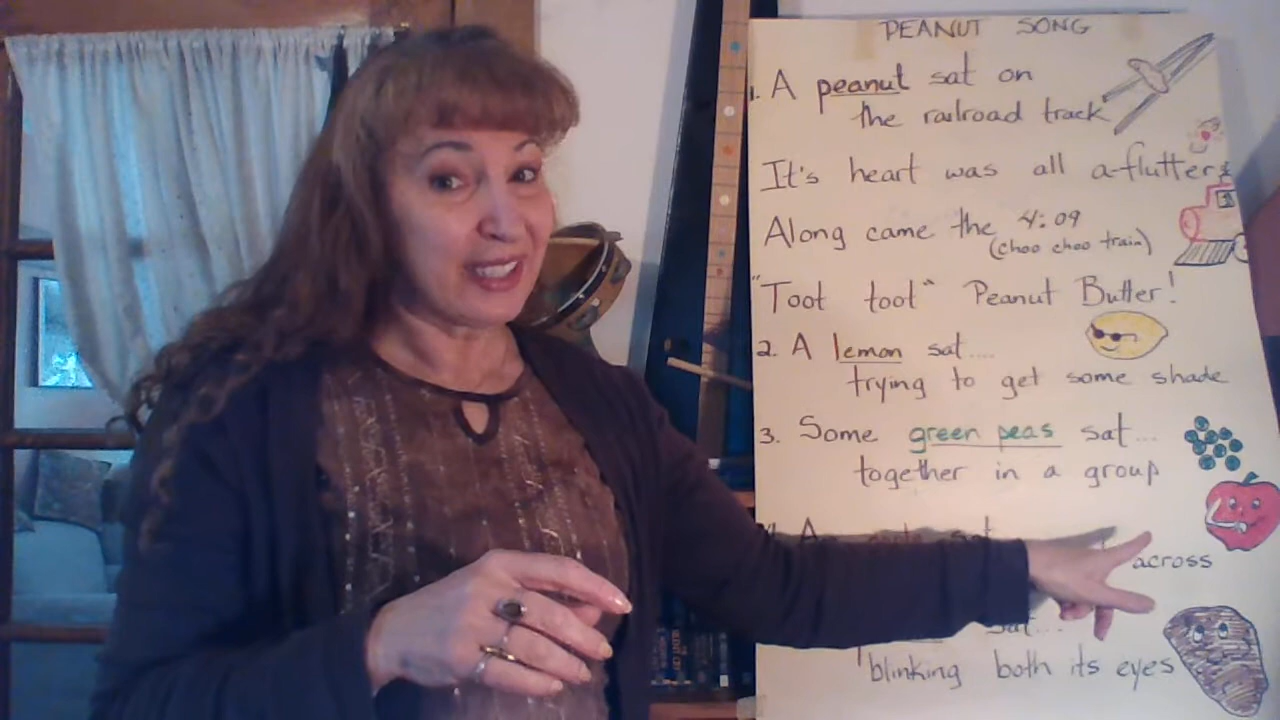 PEANUT SONG
1. A peanut sat on
the railroad track
It's heart was all a-flutter
Along came the 4:09
(choo choo train)
"Toot toot" Peanut Butter!
2. A lemon sat....
trying to get some shade
3. Some green peas sat...
together in a group
sat
across
sat...
blinking both its eyes